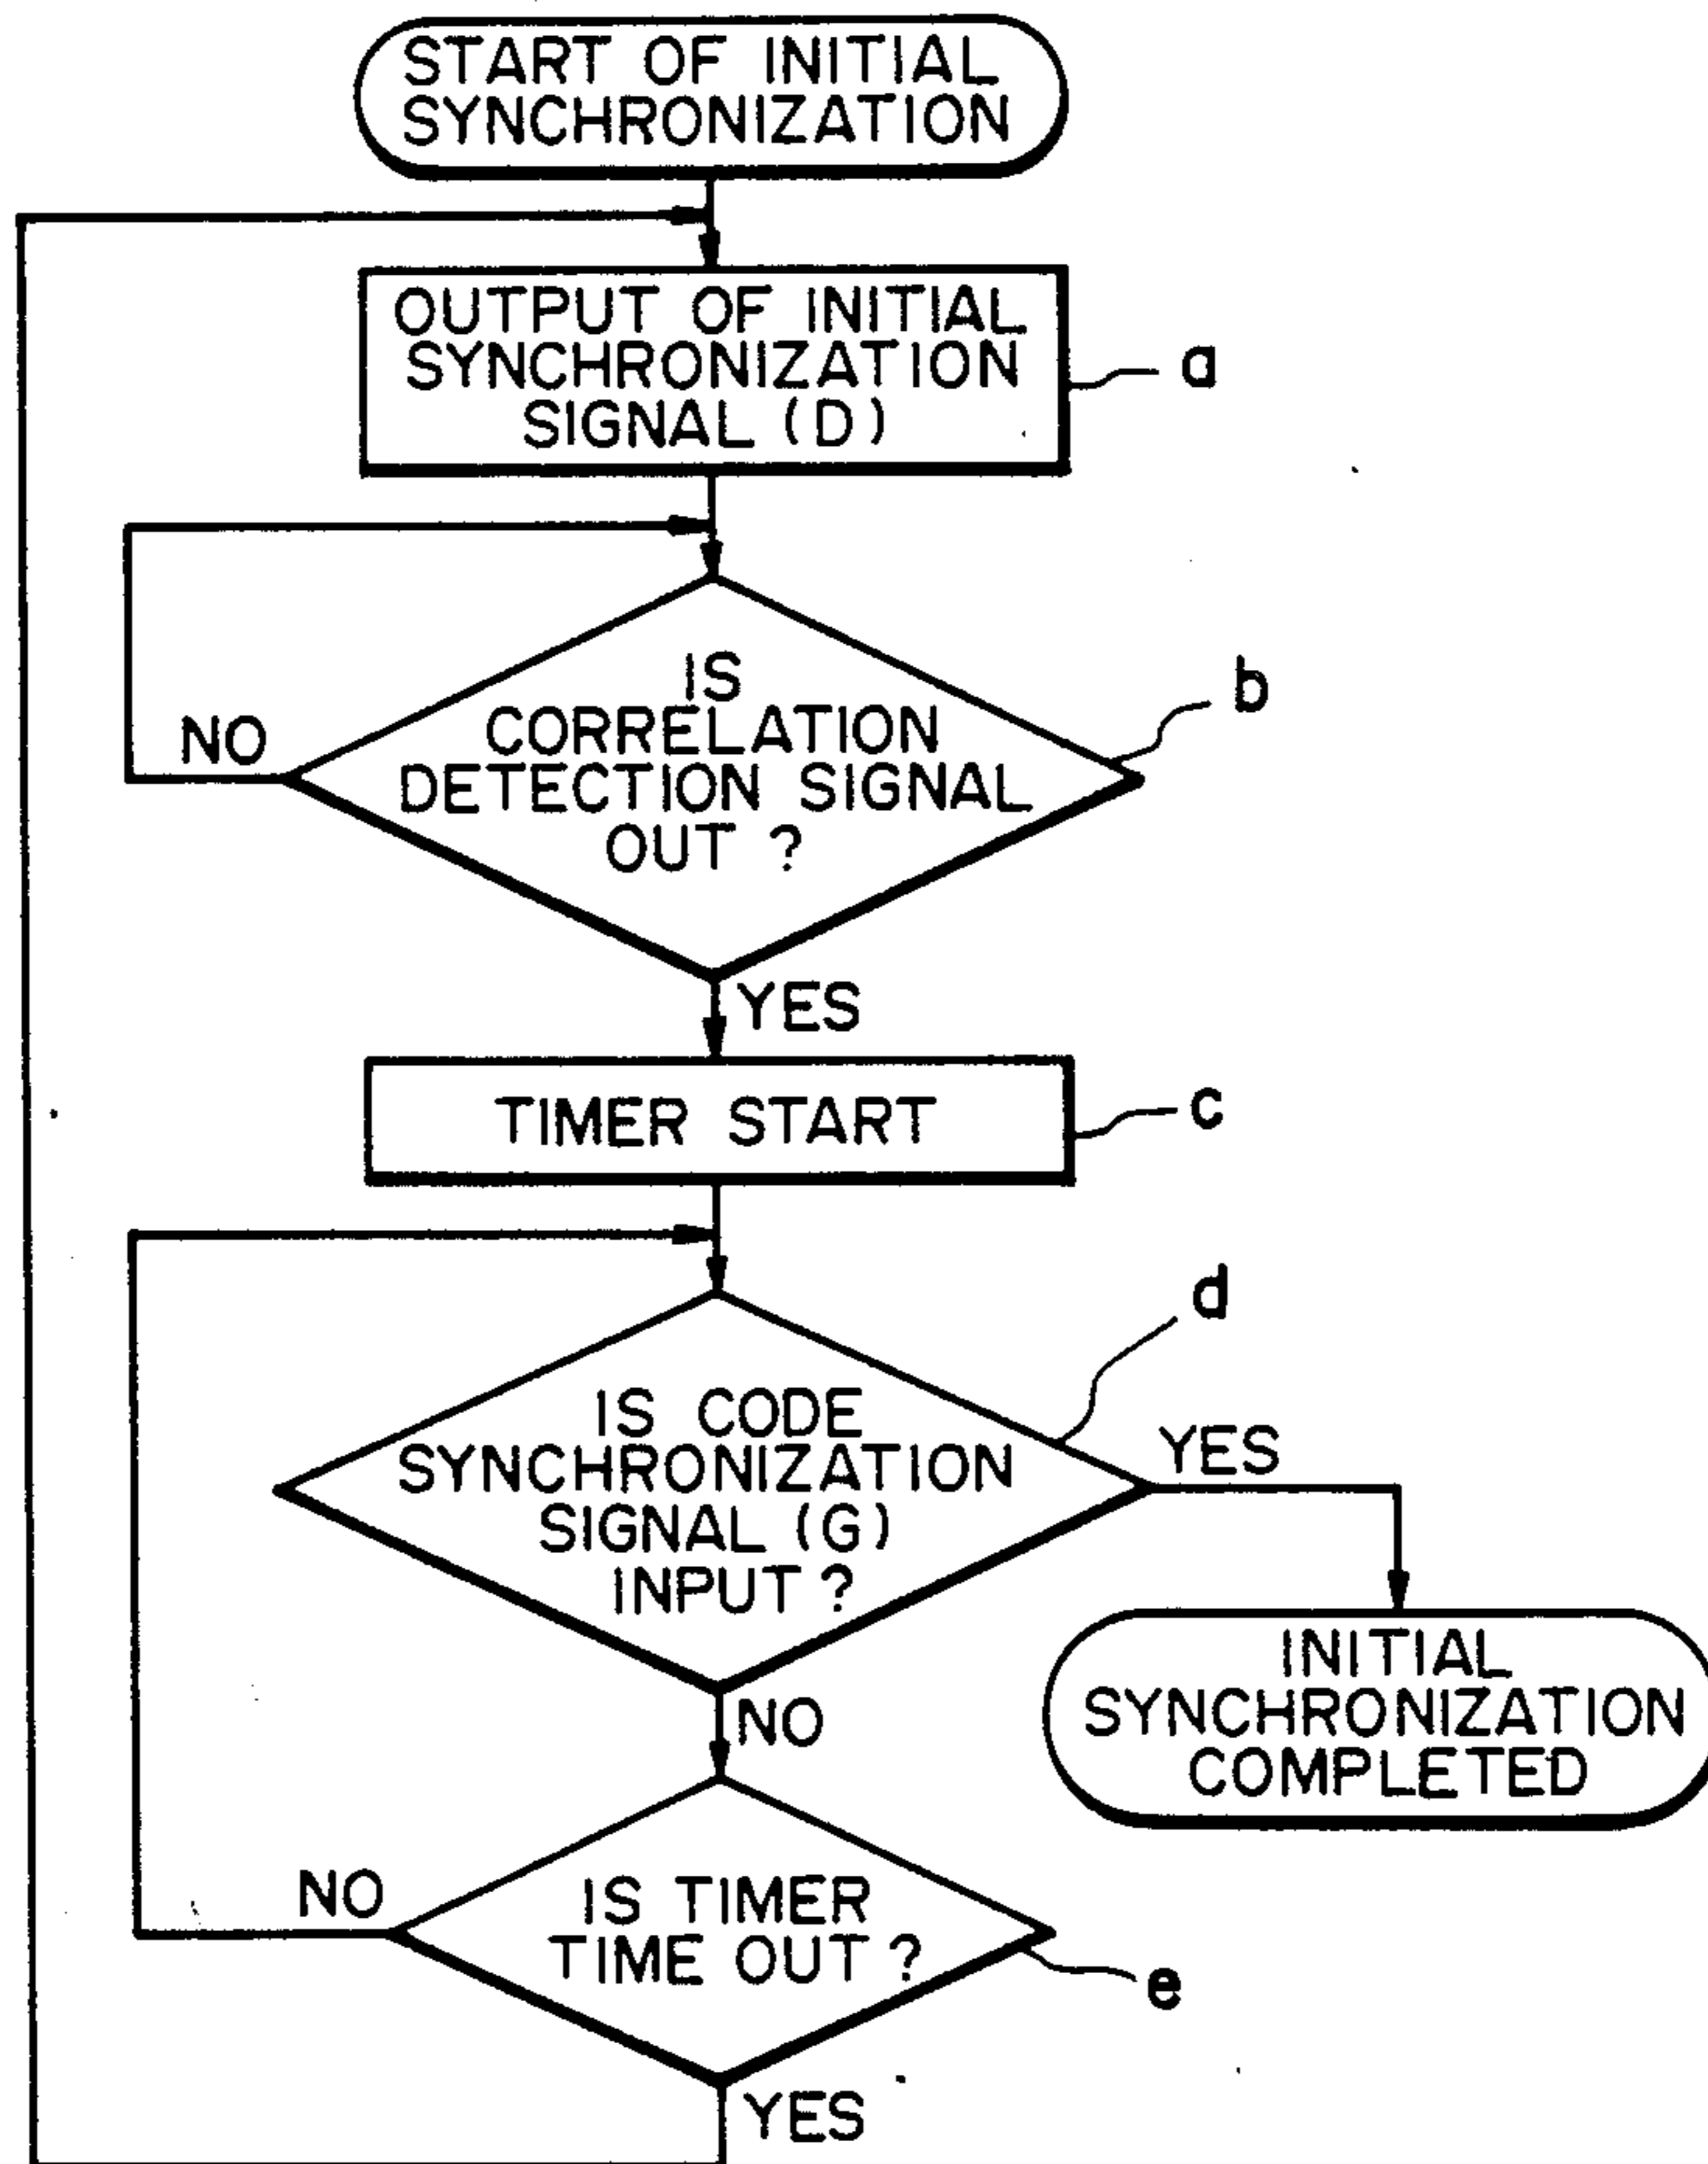 START OF INITIAL
SYNCHRONIZATION
OUTPUT OF INITIAL
SYNCHRONIZATION
SIGNAL (D)
a
IS
CORRELATION
DETECTION SIGNAL
OUT ?
b
NO
YES
TIMER START
c
d
IS CODE
SYNCHRONIZATION
SIGNAL (G)
INPUT ?
YES
NO
INITIAL
SYNCHRONIZATION
COMPLETED
IS TIMER
TIME OUT ?
NO
e
YES